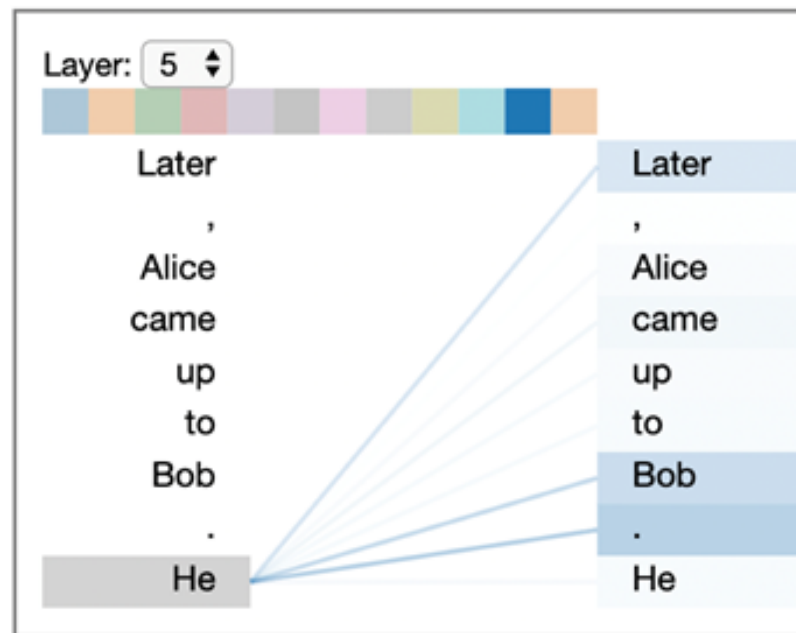 Layer: 5
Later Later
, ,
Alice Alice
came came
up up
to to
Bob Bob
. .
He He